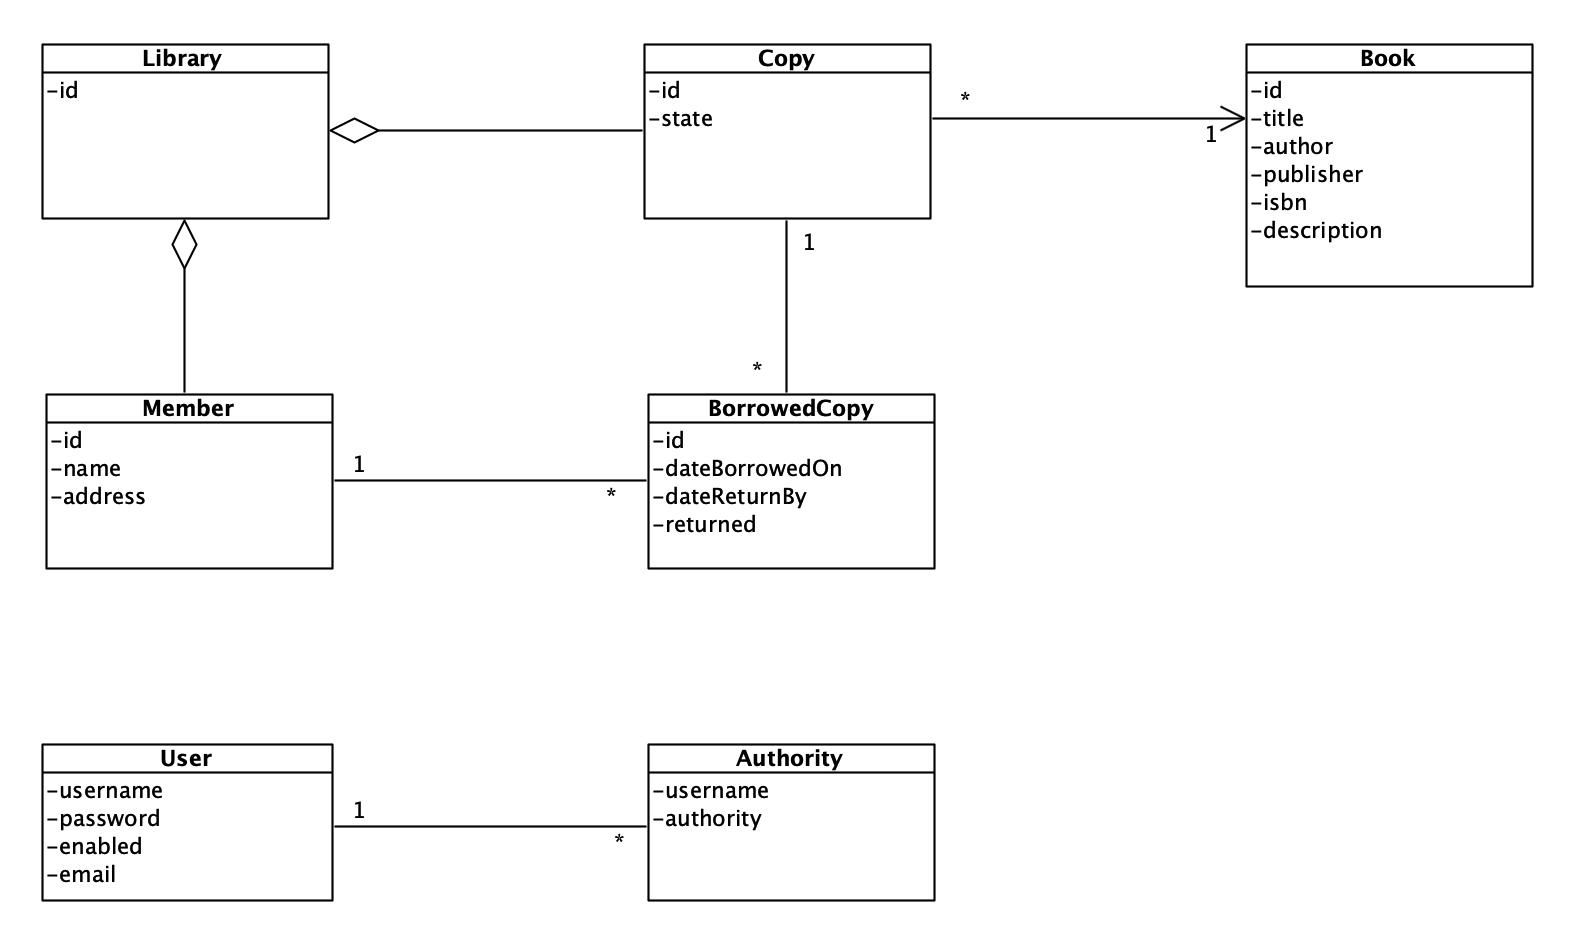 Library
-id
Copy
-id
-state
*
1
Book
-id
-title
-author
-publisher
-isbn
-description
1
*
Member
-id
-name
-address
1
*
BorrowedCopy
-id
-dateBorrowedOn
-dateReturnBy
-returned
User
-username
-password
-enabled
-email
1
*
Authority
-username
-authority